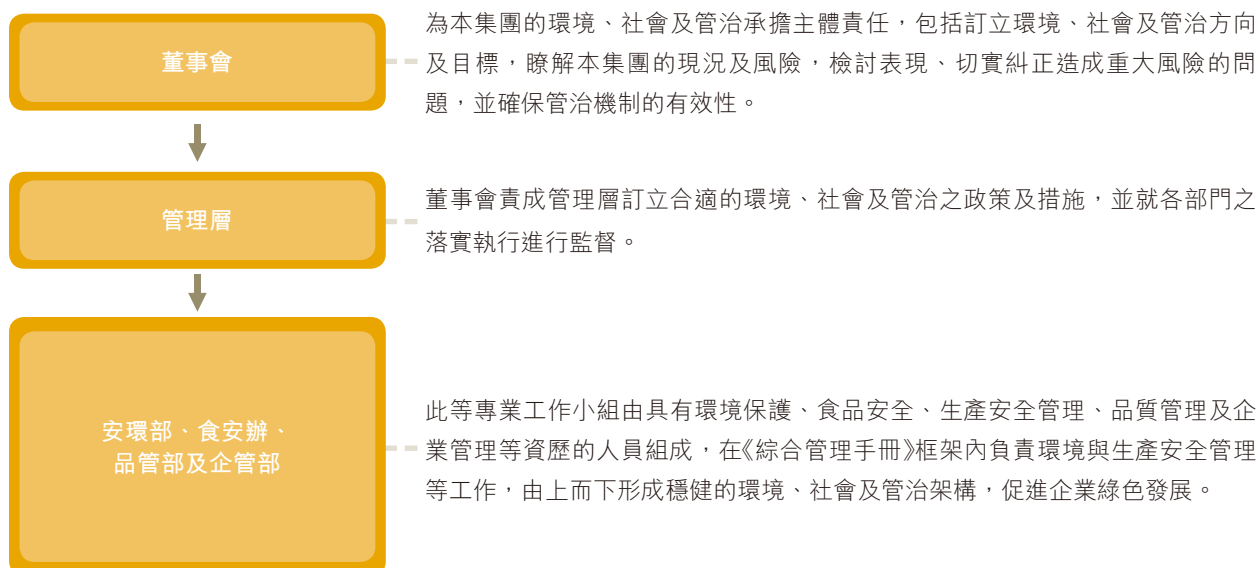 董事會
為本集團的環境、社會及管治承擔主體責任，包括訂立環境、社會及管治方向
及目標，瞭解本集團的現況及風險，檢討表現、切實糾正造成重大風險的問
題，並確保管治機制的有效性。
管理層
董事會責成管理層訂立合適的環境、社會及管治之政策及措施，並就各部門之
落實執行進行監督。
安環部、食安辦、
品管部及企管部
此等專業工作小組由具有環境保護、食品安全、生產安全管理、品質管理及企
業管理等資歷的人員組成，在《綜合管理手冊》框架內負責環境與生產安全管理
等工作，由上而下形成穩健的環境、社會及管治架構，促進企業綠色發展。